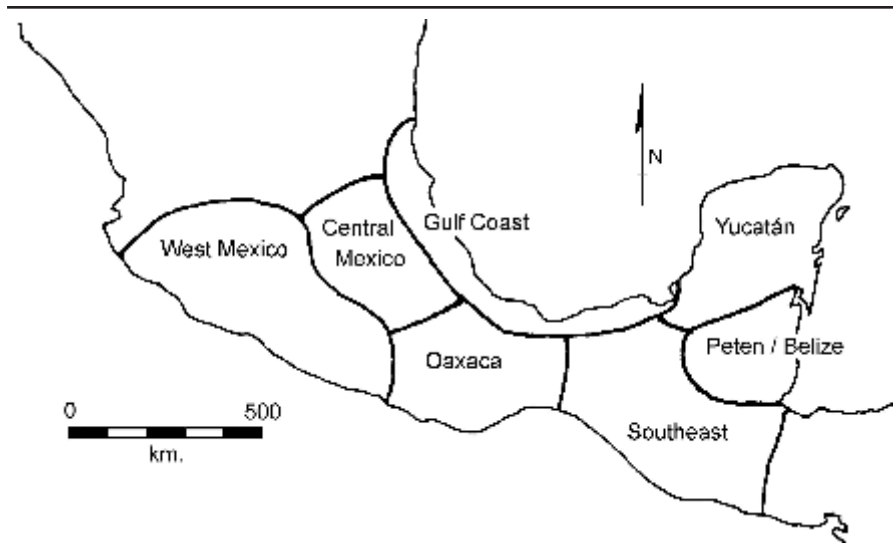 N
Gulf Coast
Yucatán
Central
Mexico
West Mexico
Peten / Belize
Oaxaca
0 500
km.
Southeast